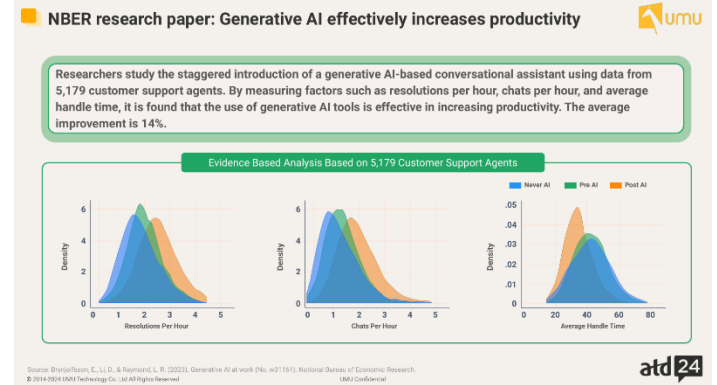 NBER research paper: Generative AI effectively increases productivity
umu
Researchers study the staggered introduction of a generative AI-based conversational assistant using data from
5,179 customer support agents. By measuring factors such as resolutions per hour, chats per hour, and average
handle time, it is found that the use of generative AI tools is effective in increasing productivity. The average
improvement is 14%.
Evidence Based Analysis Based on 5,179 Customer Support Agents
Never AI Pre AI Post AI
6
4
2
0
Density
0 1 2 3 4 5
Resolutions Per Hour
6
4
2
0
Density
0 1 2 3 4 5
Chats Per Hour
.05
.04
.03
.02
.01
0
Density
0 20 40 60 80
Average Handle Time
Source: Brynjolfsson, E., Li, D., & Raymond, L. R. (2023). Generative AI at work (No. w31161). National Bureau of Economic Research.
© 2014-2024 UMU Technology Co. Ltd All Rights Reserved
UMU Confidential
atd 24